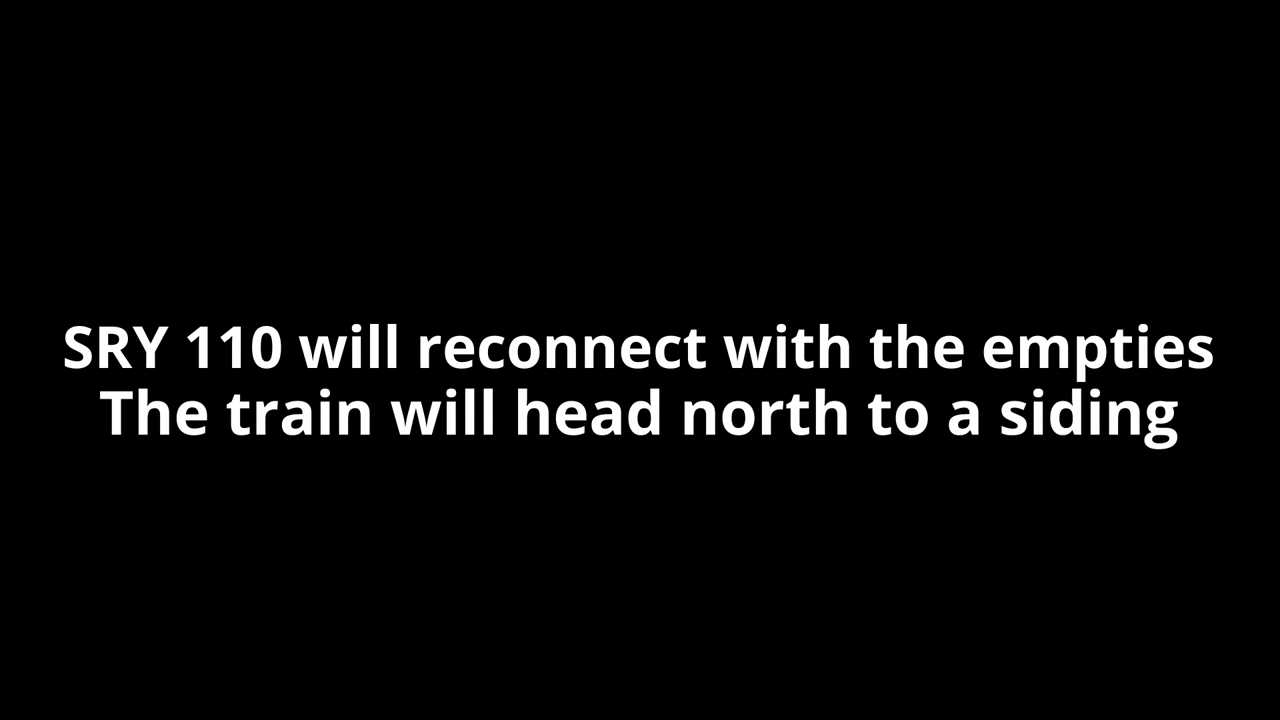 SRY 110 will reconnect with the empties
The train will head north to a siding